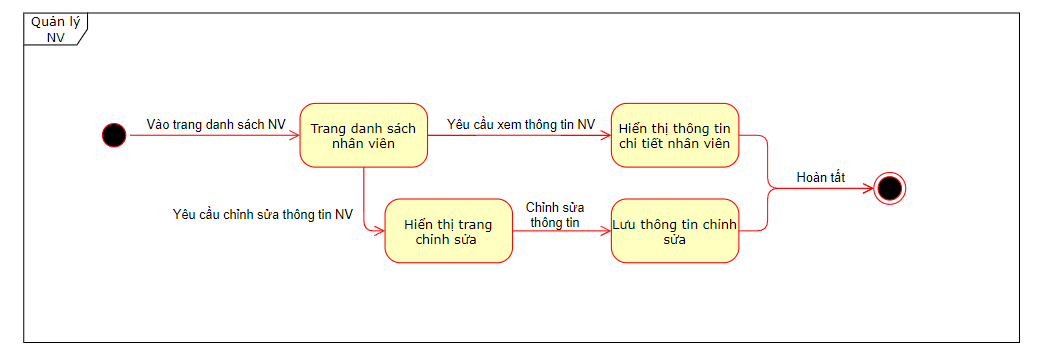 Quản lý
NV
Vào trang danh sách NV
Trang danh sách
nhân viên
Yêu cầu xem thông tin NV
Hiển thị thông tin
chi tiết nhân viên
Hoàn tất
Yêu cầu chỉnh sửa thông tin NV
Hiển thị trang
chỉnh sửa
Chỉnh sửa
thông tin
Lưu thông tin chỉnh
sửa